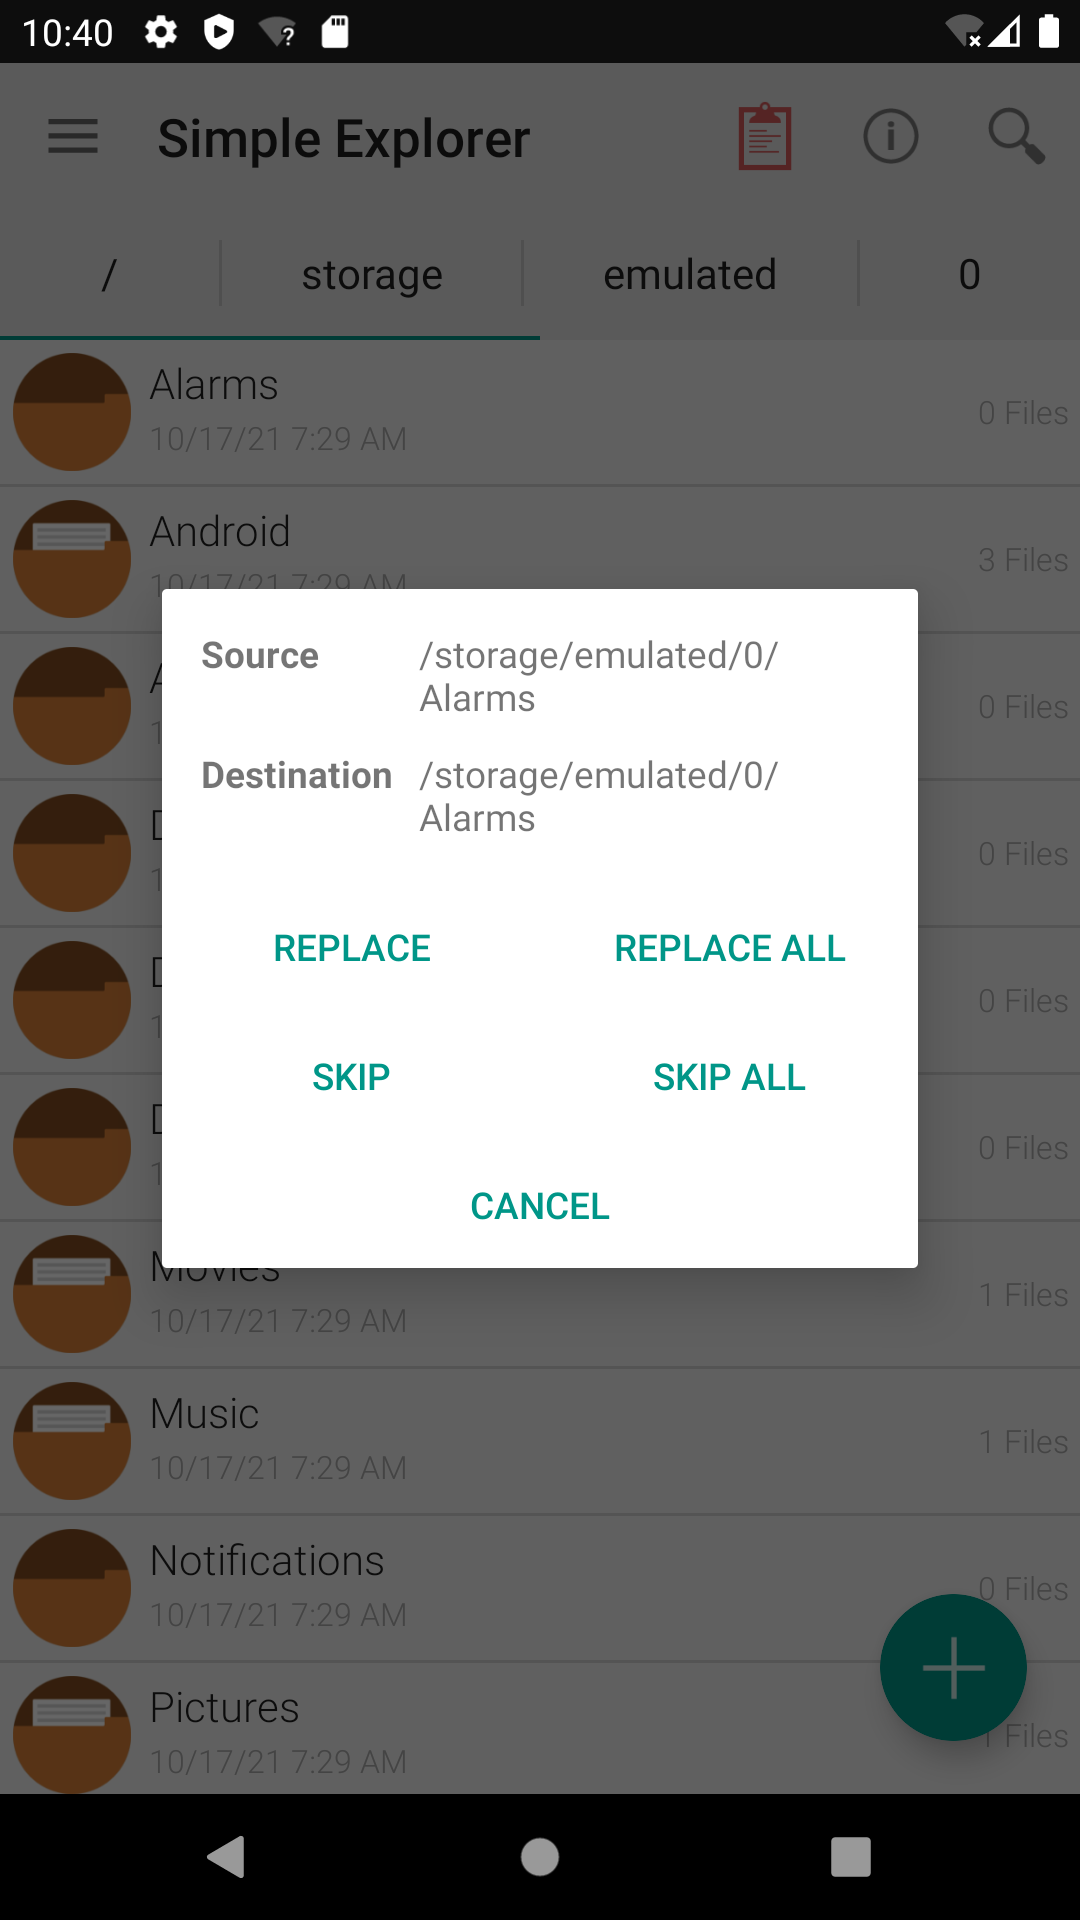 10:40
Simple Explorer
/ storage emulated 0
Alarms
10/17/21 7:29 AM
0 Files
Android
10/17/21 7:29 AM
3 Files
Source /storage/emulated/0/
Alarms
Destination /storage/emulated/0/
Alarms
REPLACE REPLACE ALL
SKIP SKIP ALL
CANCEL
0 Files
0 Files
0 Files
0 Files
Movies
10/17/21 7:29 AM
1 Files
Music
10/17/21 7:29 AM
1 Files
Notifications
10/17/21 7:29 AM
0 Files
Pictures
10/17/21 7:29 AM
1 Files